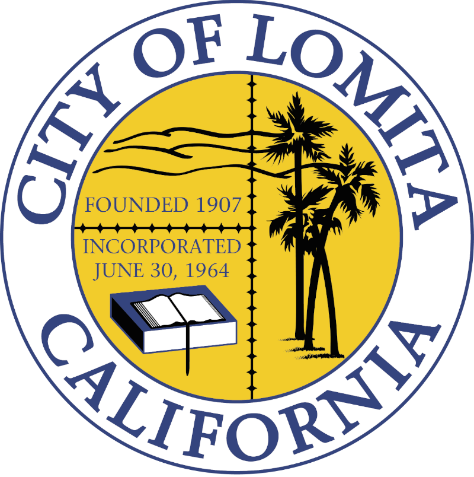 CITY OF LOMITA
FOUNDED 1907
INCORPORATED
JUNE 30, 1964
CALIFORNIA